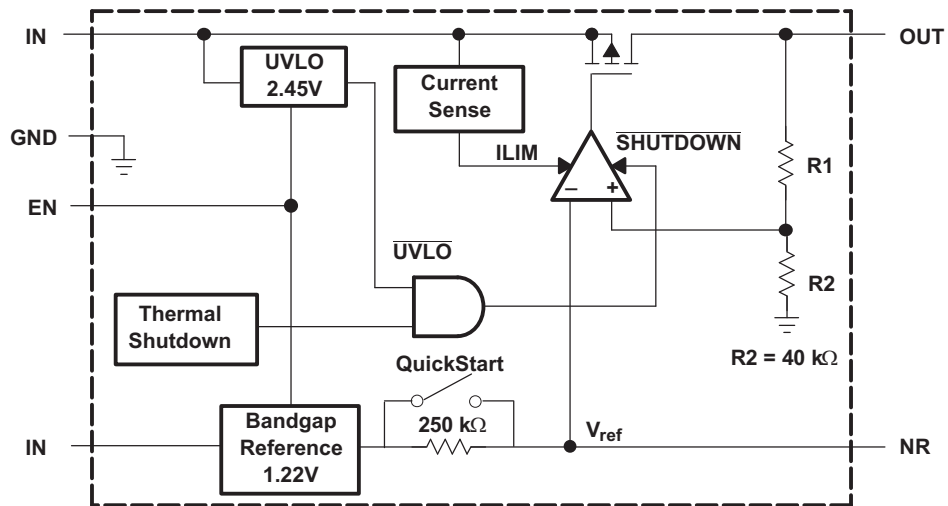 IN
OUT
UVLO
2.45V
Current
Sense
GND
SHUTDOWN
ILIM
R1
–
+
EN
UVLO
R2
Thermal
Shutdown
R2 = 40 kΩ
QuickStart
250 kΩ
Bandgap
Reference
1.22V
Vref
IN
NR